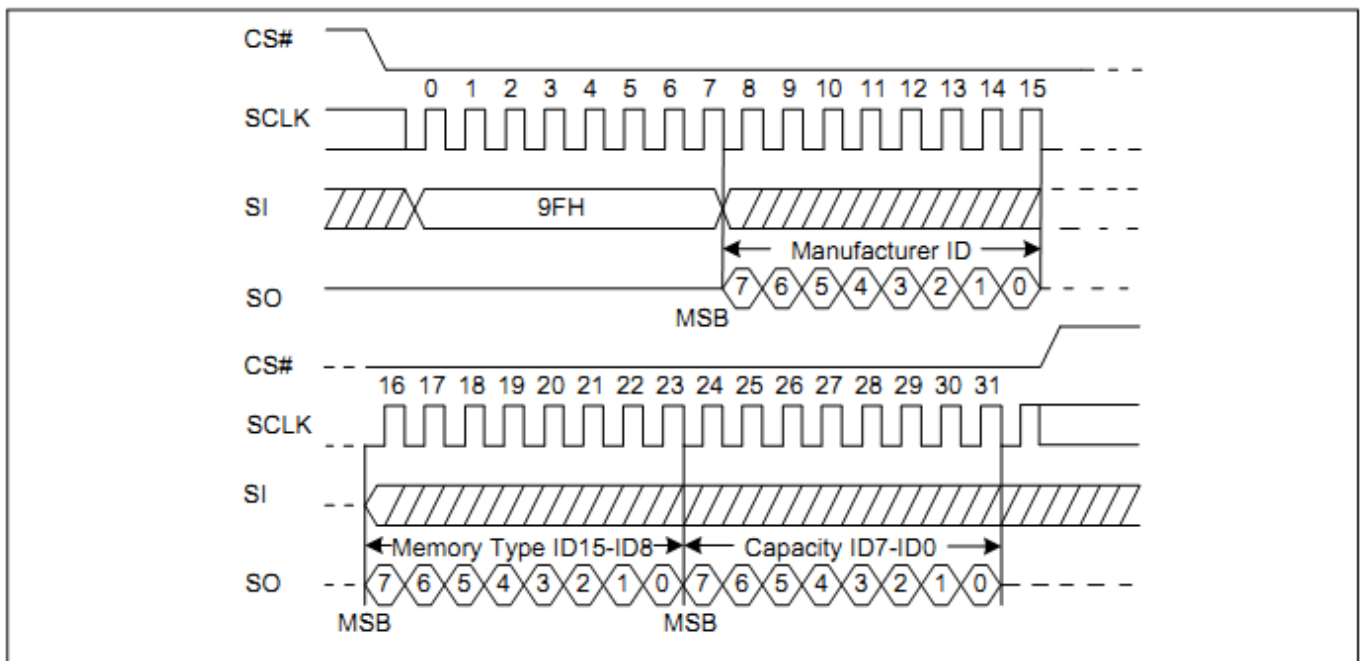 CS#
0 1 2 3 4 5 6 7 8 9 10 11 12 13 14 15
SCLK
SI 9FH
Manufacturer ID
SO 7 6 5 4 3 2 1 0
MSB
CS#
16 17 18 19 20 21 22 23 24 25 26 27 28 29 30 31
SCLK
SI
Memory Type ID15-ID8 Capacity ID7-ID0
SO 7 6 5 4 3 2 1 0 7 6 5 4 3 2 1 0
MSB MSB